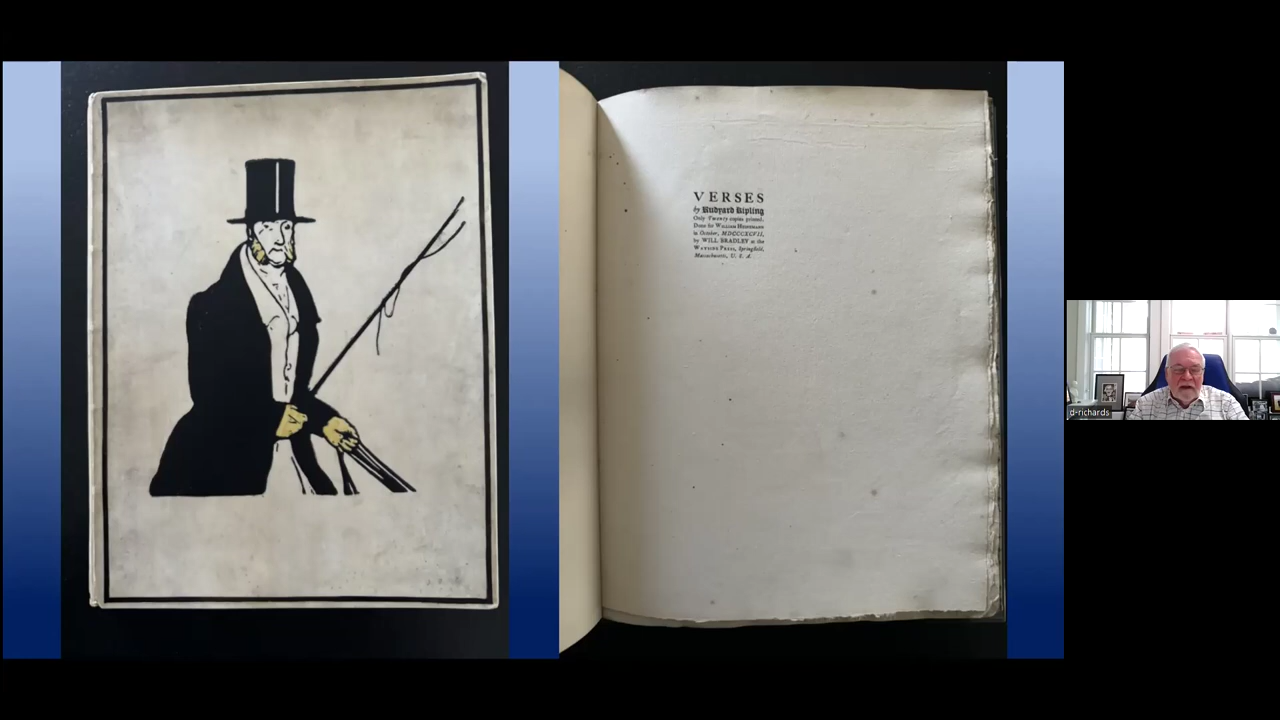 VERSES
by Rudyard Kipling
Only Twenty copies printed.
Done for WILLIAM HEINEMANN
in October, MDCCCXCVII,
by WILL BRADLEY at the
WAYSIDE PRESS, Springfield,
Massachusetts, U. S. A.
d-richards